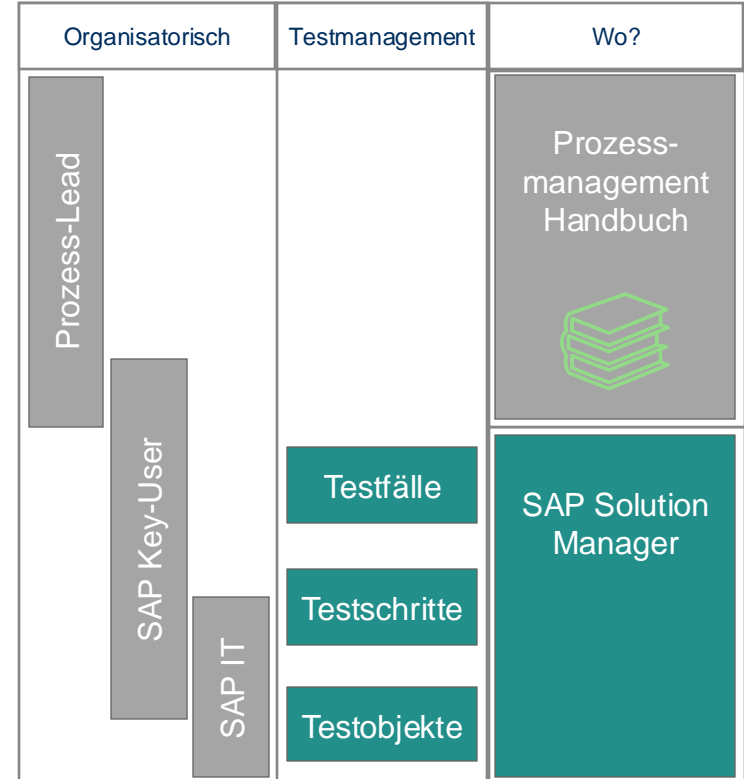 Organisatorisch
Testmanagement
Wo?
Prozess-Lead
SAP Key-User
SAP IT
Testfälle
Testschritte
Testobjekte
Prozess-
management
Handbuch
SAP Solution
Manager